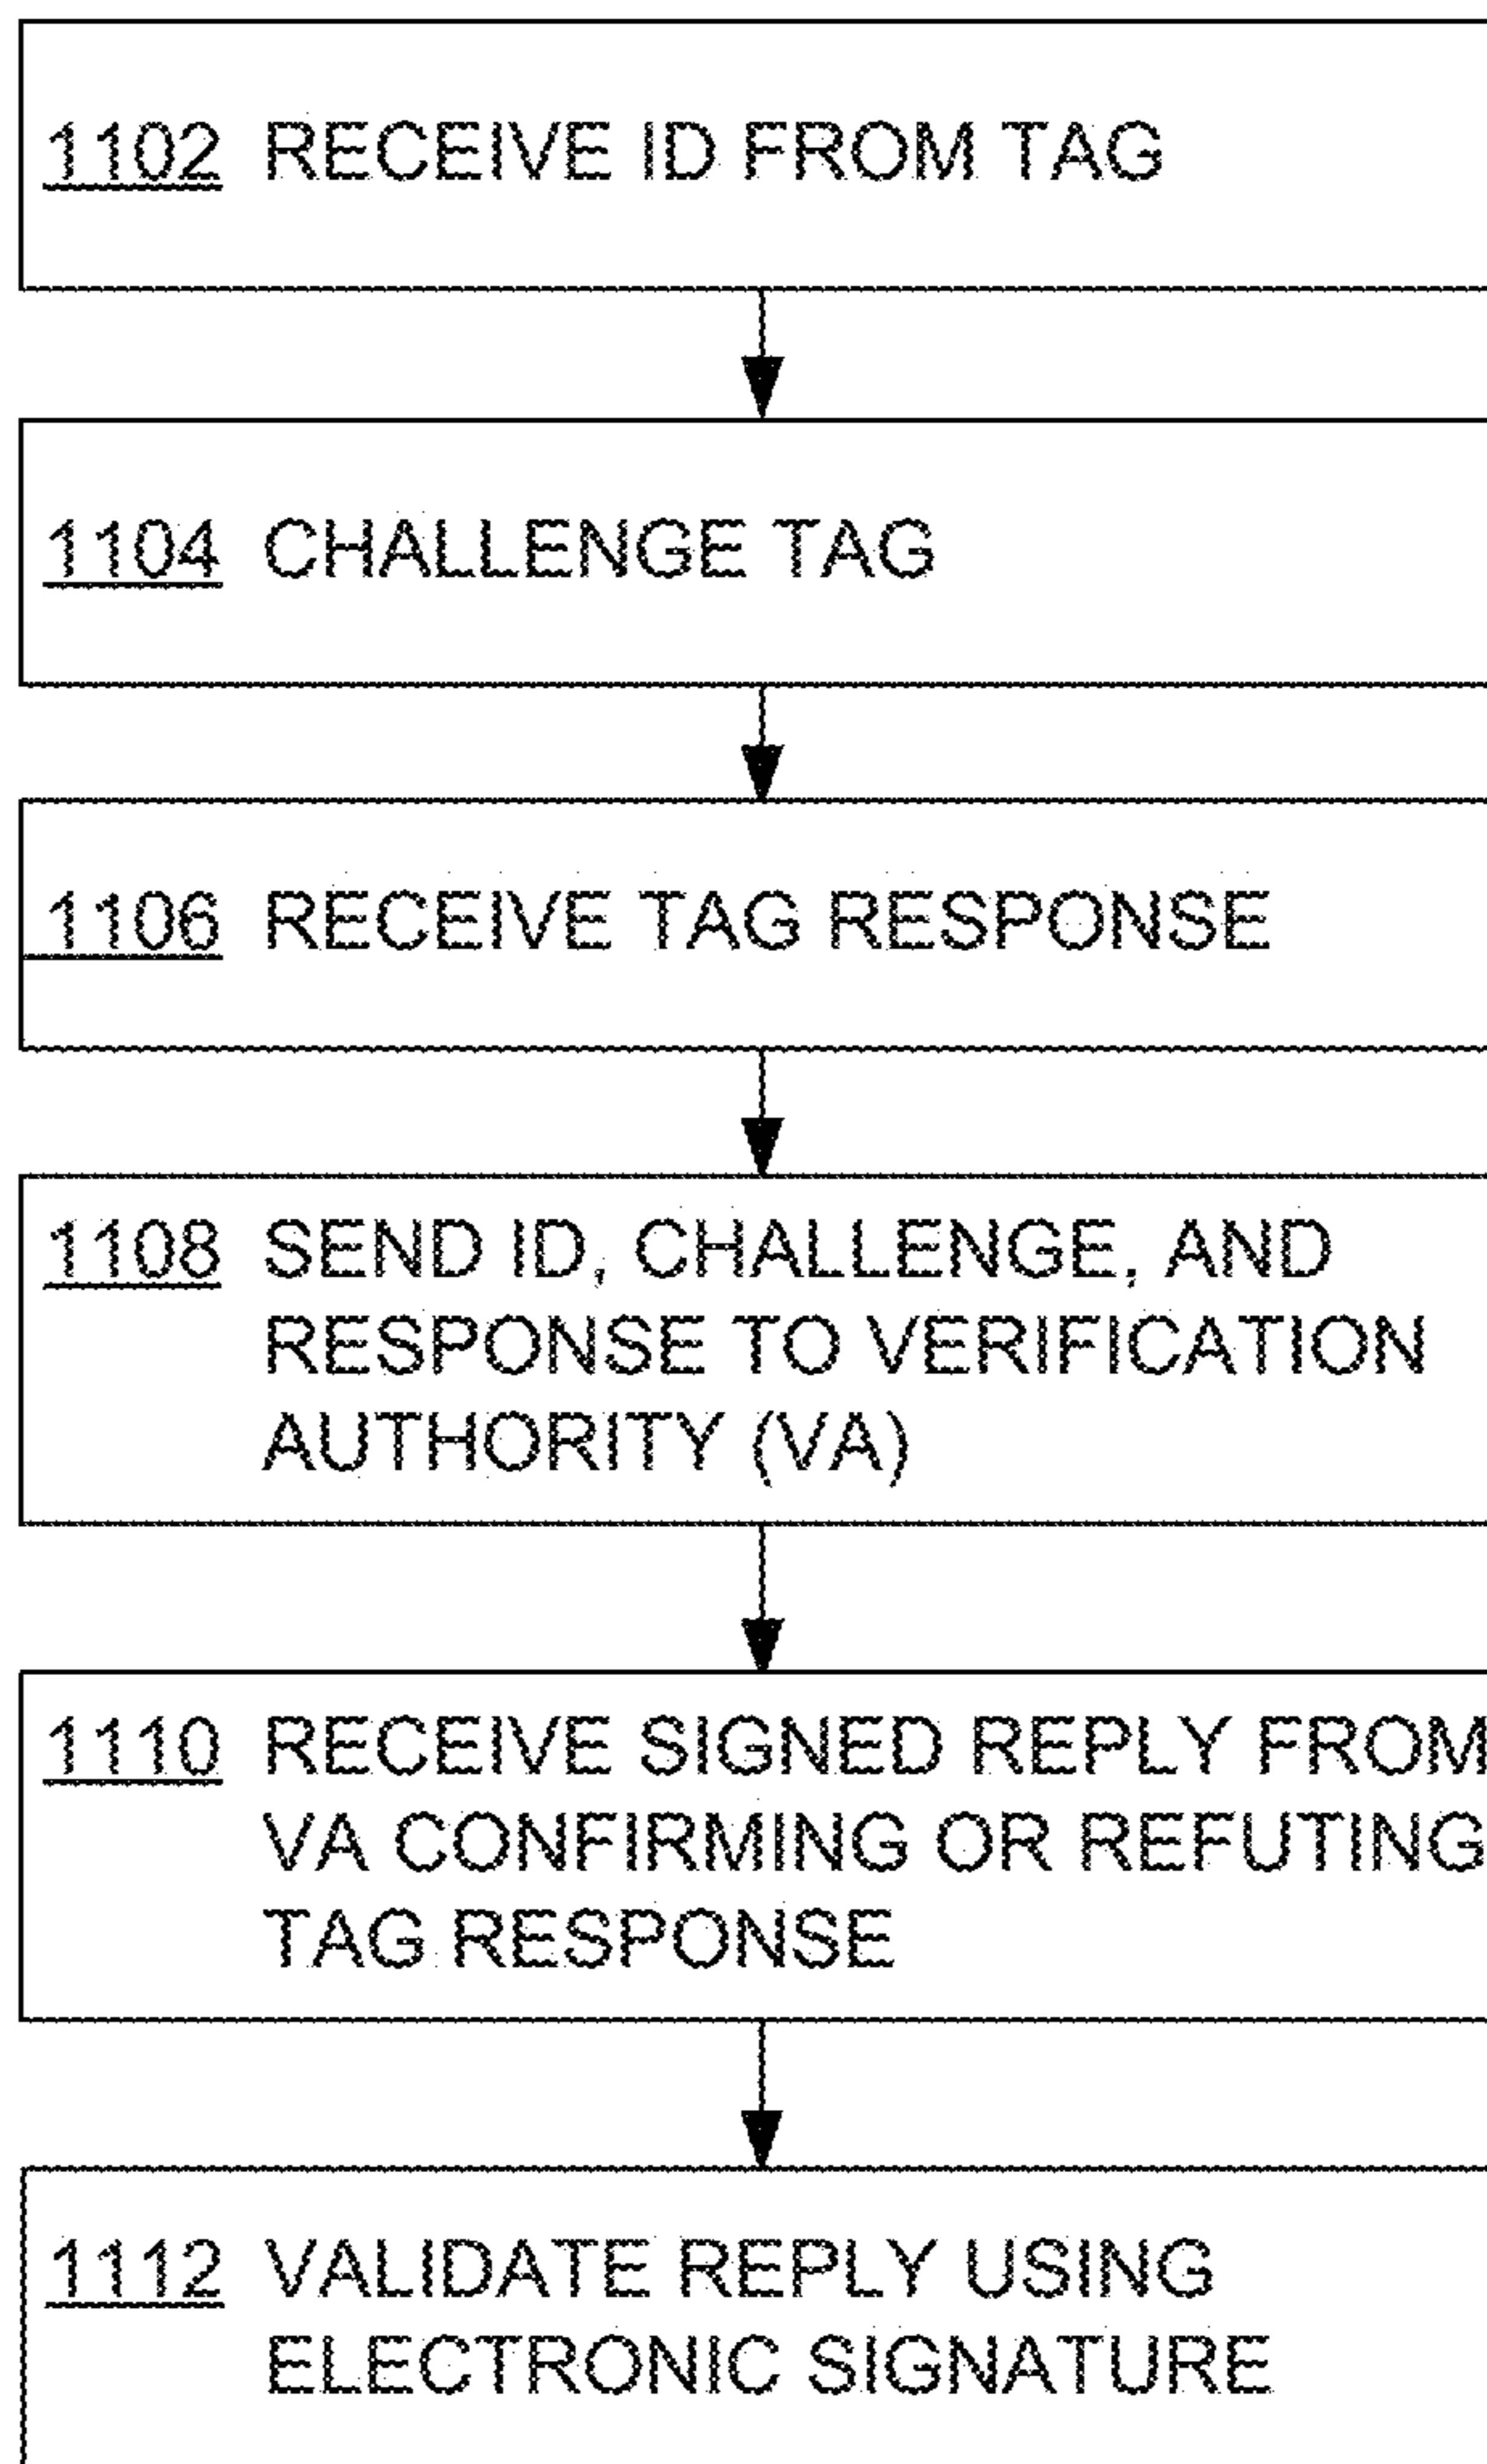 1102 RECEIVE ID FROM TAG
1104 CHALLENGE TAG
1106 RECEIVE TAG RESPONSE
1108 SEND ID, CHALLENGE, AND
RESPONSE TO VERIFICATION
AUTHORITY (VA)
1110 RECEIVE SIGNED REPLY FROM
VA CONFIRMING OR REFUTING
TAG RESPONSE
1112 VALIDATE REPLY USING
ELECTRONIC SIGNATURE